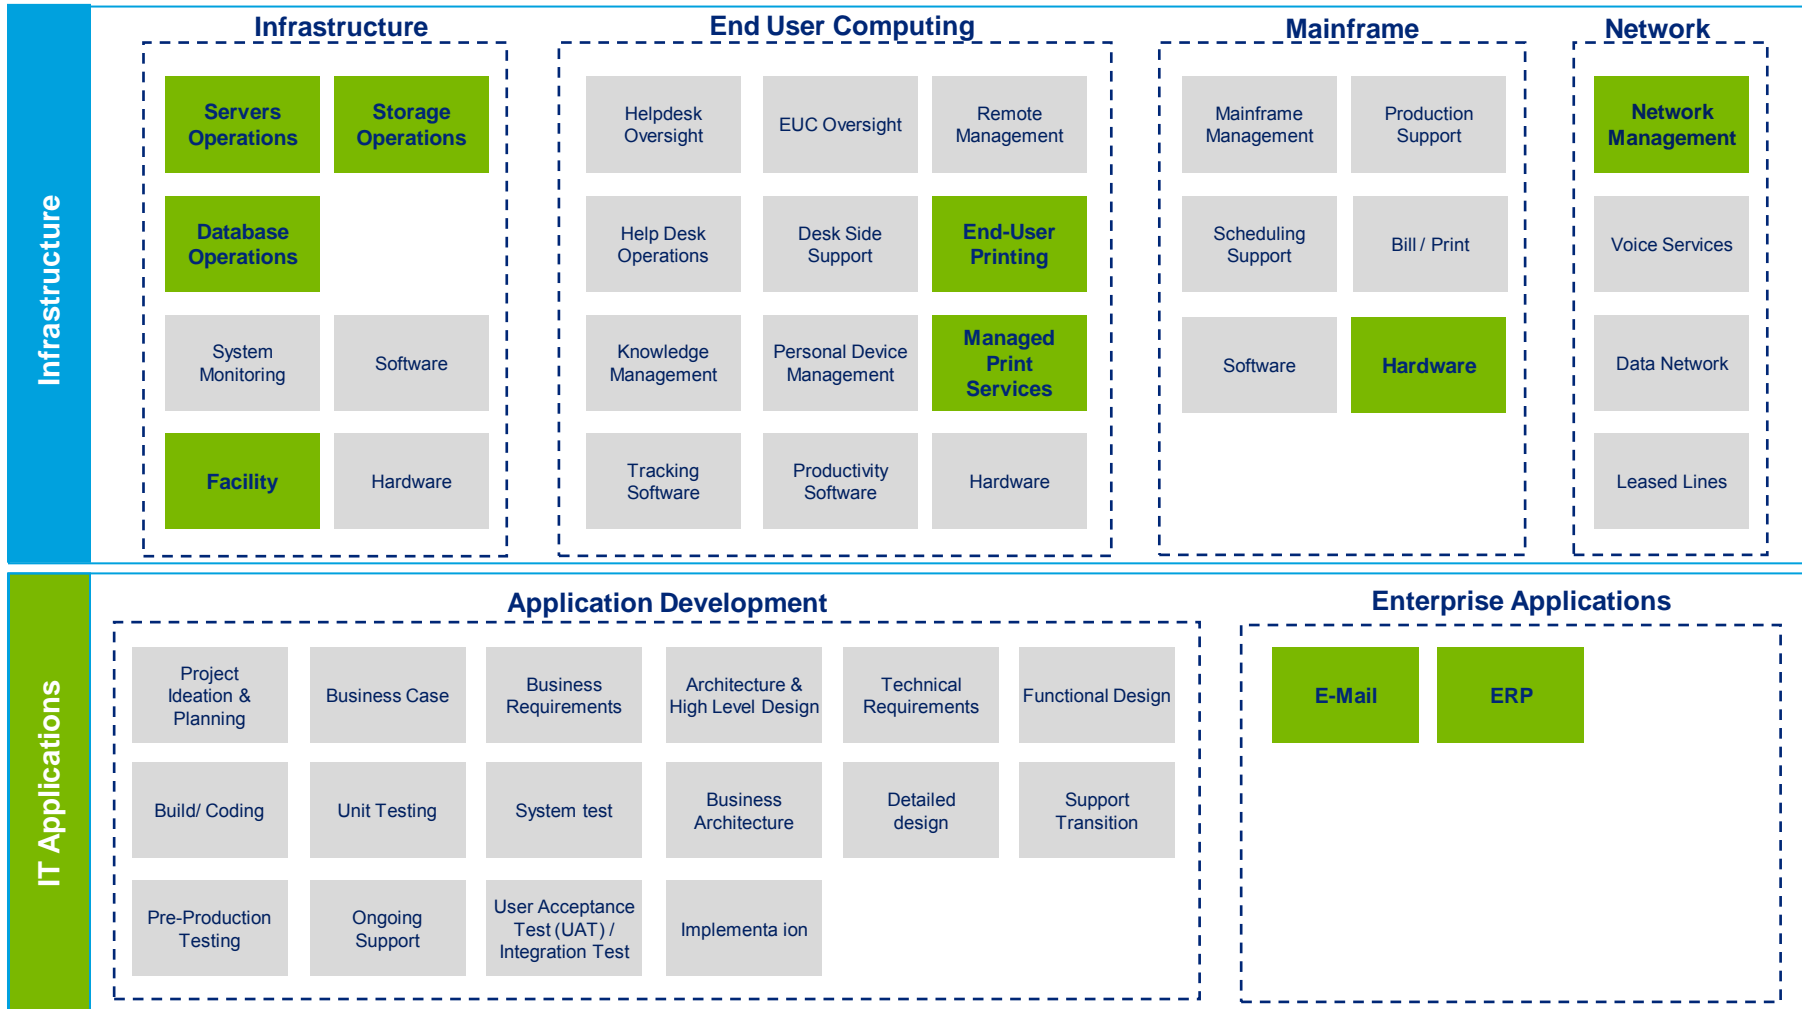 Infrastructure
Infrastructure
Servers
Operations
Storage
Operations
Database
Operations
System
Monitoring
Software
Facility
Hardware
End User Computing
Helpdesk
Oversight
EUC Oversight
Remote
Management
Help Desk
Operations
Desk Side
Support
End-User
Printing
Knowledge
Management
Personal Device
Management
Managed
Print
Services
Tracking
Software
Productivity
Software
Hardware
Mainframe
Mainframe
Management
Production
Support
Scheduling
Support
Bill / Print
Software
Hardware
Network
Network
Management
Voice Services
Data Network
Leased Lines
IT Applications
Application Development
Project
Ideation &
Planning
Business Case
Business
Requirements
Architecture &
High Level Design
Technical
Requirements
Functional Design
Build/ Coding
Unit Testing
System test
Business
Architecture
Detailed
design
Support
Transition
Pre-Production
Testing
Ongoing
Support
User Acceptance
Test (UAT) /
Integration Test
Implementa ion
Enterprise Applications
E-Mail
ERP